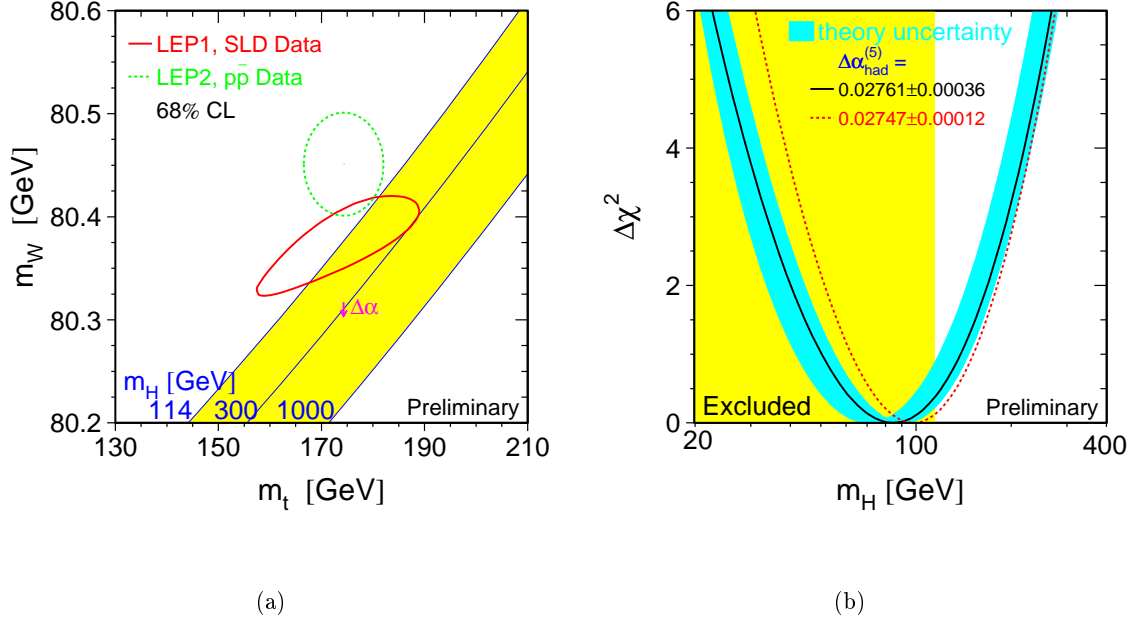 80.6
80.5
80.4
80.3
80.2
m_W [GeV]
LEP1, SLD Data
LEP2, pp̄ Data
68% CL
Δα
m_H [GeV]
114 300 1000
Preliminary
130 150 170 190 210
m_t [GeV]
(a)
6
4
2
0
Δχ²
theory uncertainty
Δα_had^(5) =
0.02761±0.00036
0.02747±0.00012
Excluded
Preliminary
20 100 400
m_H [GeV]
(b)